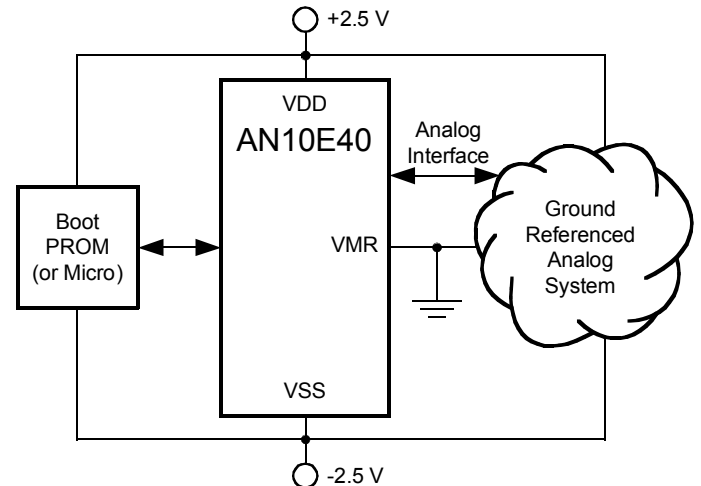 +2.5 V
VDD
AN10E40
Analog
Interface
Boot
PROM
(or Micro)
VMR
Ground
Referenced
Analog
System
VSS
-2.5 V